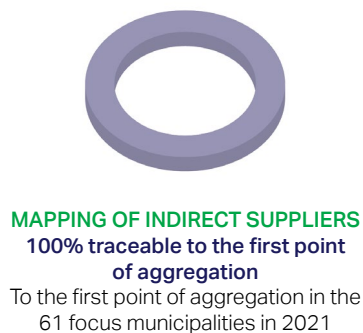 MAPPING OF INDIRECT SUPPLIERS
100% traceable to the first point
of aggregation
To the first point of aggregation in the
61 focus municipalities in 2021